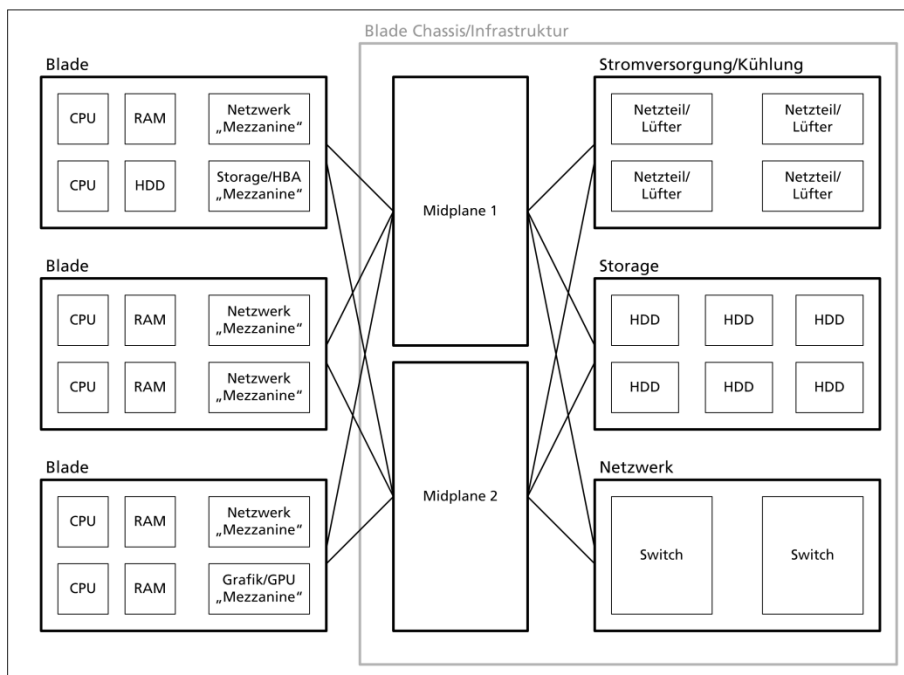 Blade Chassis/Infrastruktur
Blade
CPU
RAM
Netzwerk
„Mezzanine“
CPU
HDD
Storage/HBA
„Mezzanine“
Blade
CPU
RAM
Netzwerk
„Mezzanine“
CPU
RAM
Netzwerk
„Mezzanine“
Blade
CPU
RAM
Netzwerk
„Mezzanine“
CPU
RAM
Grafik/GPU
„Mezzanine“
Midplane 1
Midplane 2
Stromversorgung/Kühlung
Netzteil/
Lüfter
Netzteil/
Lüfter
Netzteil/
Lüfter
Netzteil/
Lüfter
Storage
HDD
HDD
HDD
HDD
HDD
HDD
Netzwerk
Switch
Switch